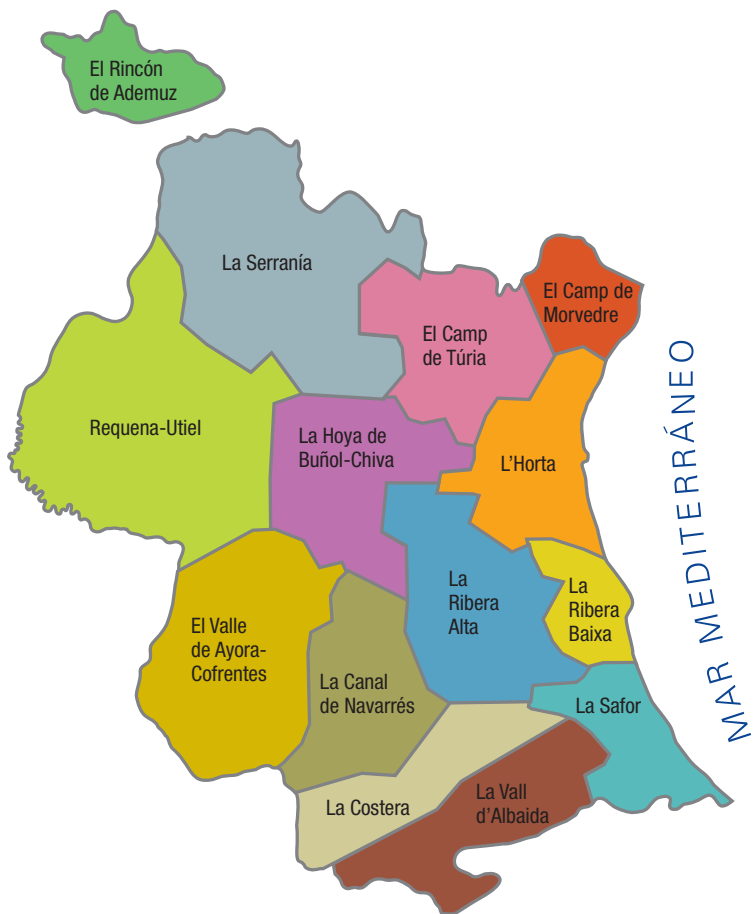 El Rincón
de Ademuz
La Serranía
El Camp de
Morvedre
El Camp
de Túria
Requena-Utiel
La Hoya de
Buñol-Chiva
L'Horta
MAR MEDITERRÁNEO
La
Ribera
Alta
La
Ribera
Baixa
El Valle
de Ayora-
Cofrentes
La Canal
de Navarrés
La Safor
La Costera
La Vall
d'Albaida